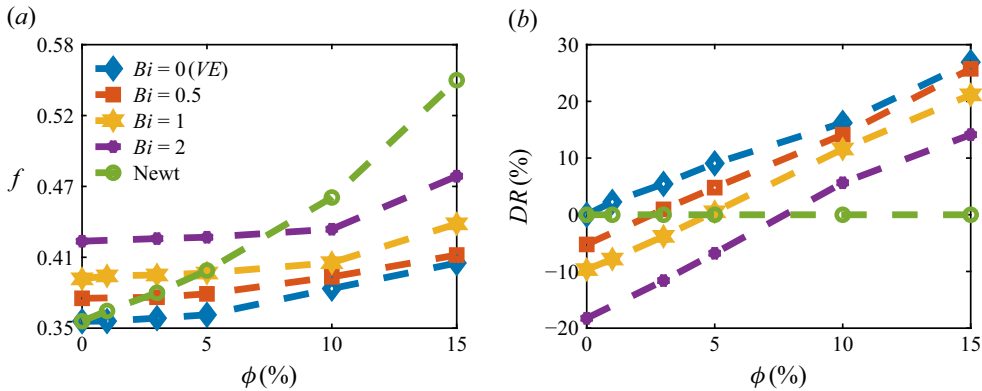 (a)
0.58
0.52
0.47
0.41
0.35
f
Bi = 0 (VE)
Bi = 0.5
Bi = 1
Bi = 2
Newt
0 5 10 15
ϕ (%)
(b)
30
20
10
0
−10
−20
DR (%)
0 5 10 15
ϕ (%)